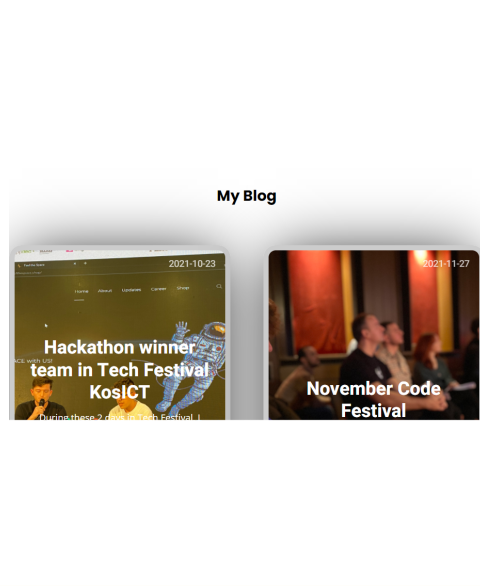 My Blog
2021-10-23
Home About Updates Career Shop
ACE with US!
Hackathon winner
team in Tech Festival
KosICT
During these 2 days in Tech Festival, I
2021-11-27
November Code
Festival